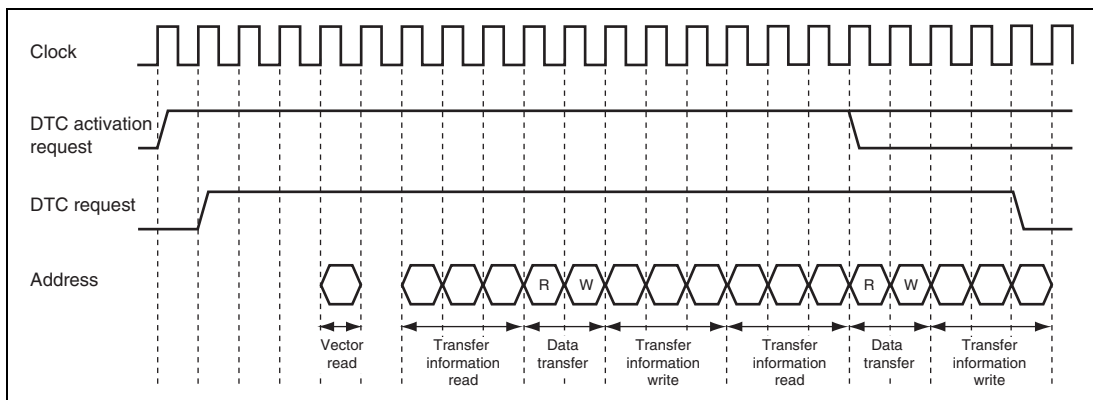 Clock
DTC activation
request
DTC request
Address
R W R W
Vector
read
Transfer
information
read
Data
transfer
Transfer
information
write
Transfer
information
read
Data
transfer
Transfer
information
write